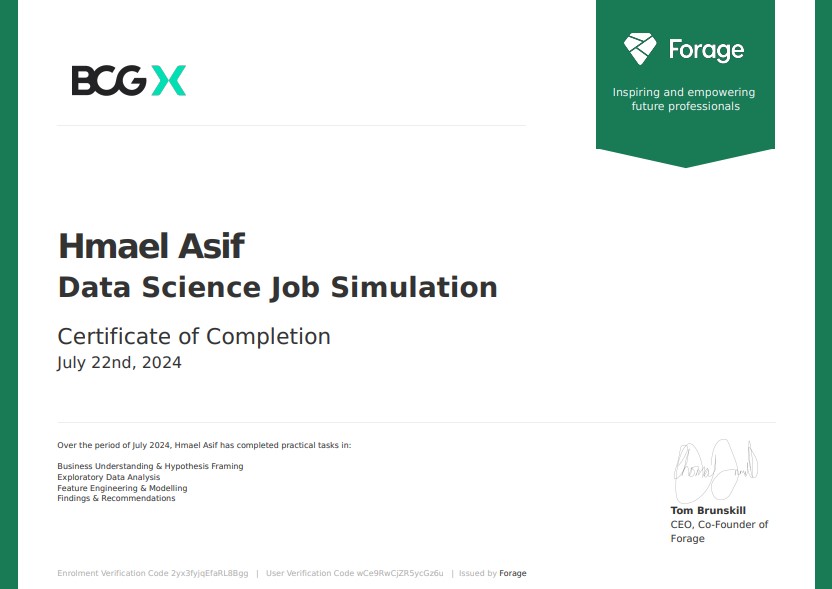 BCG X
Forage
Inspiring and empowering
future professionals
Hmael Asif
Data Science Job Simulation
Certificate of Completion
July 22nd, 2024
Over the period of July 2024, Hmael Asif has completed practical tasks in:
Business Understanding & Hypothesis Framing
Exploratory Data Analysis
Feature Engineering & Modelling
Findings & Recommendations
Tom Brunskill
CEO, Co-Founder of
Forage
Enrolment Verification Code 2yx3fyjqEfaRL8Bgg | User Verification Code wCe9RwCjZR5ycGz6u | Issued by Forage